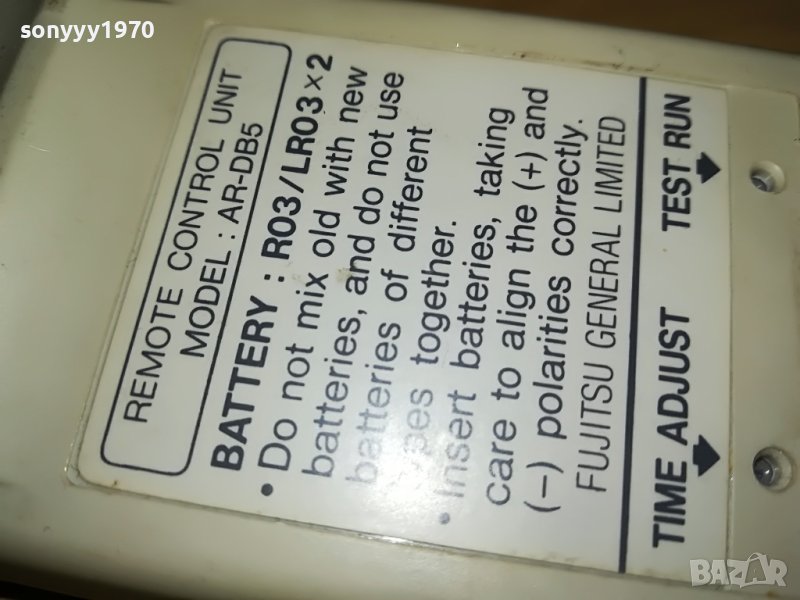 sonyyy1970
REMOTE CONTROL UNIT
MODEL : AR-DB5
BATTERY : R03/LR03×2
• Do not mix old with new
batteries, and do not use
batteries of different
types together.
• Insert batteries, taking
care to align the (+) and
(−) polarities correctly.
FUJITSU GENERAL LIMITED
TIME ADJUST TEST RUN
BAZAR